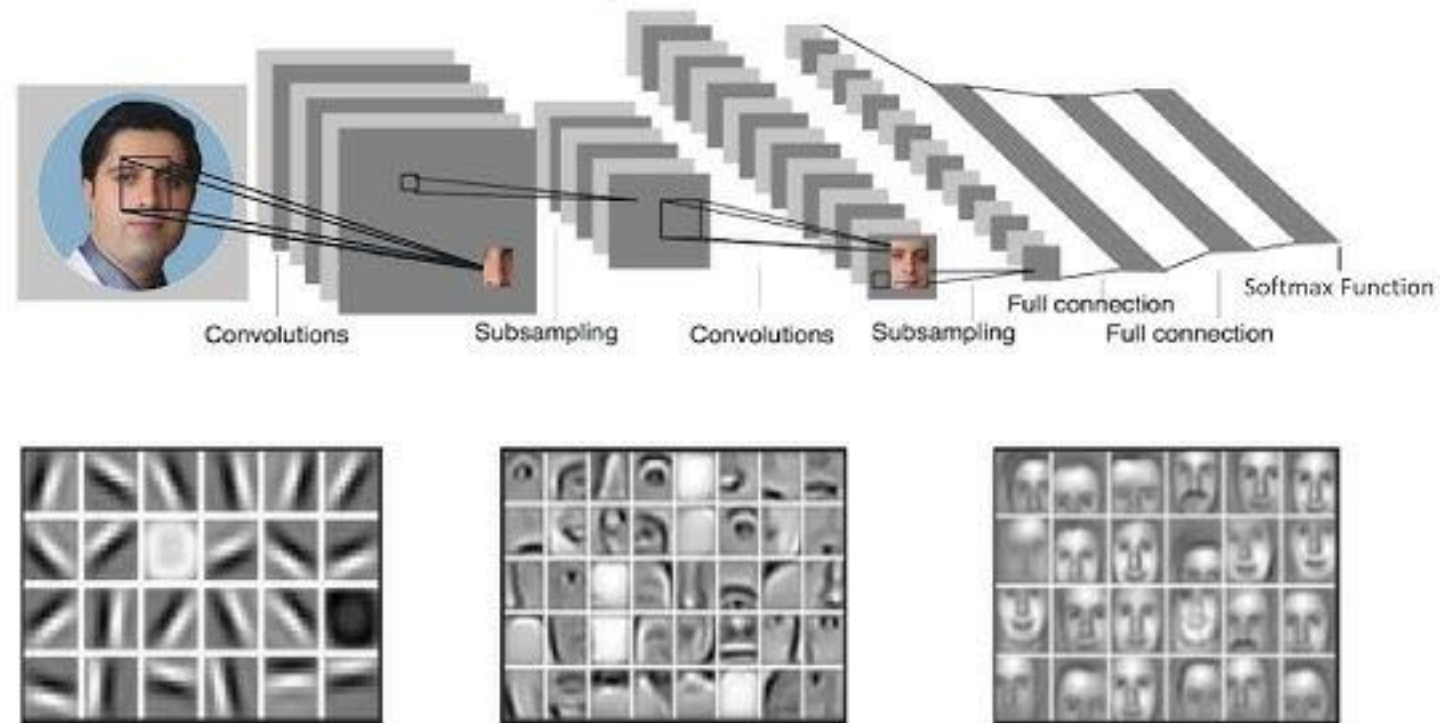 Convolutions
Subsampling
Convolutions
Subsampling
Full connection
Full connection
Softmax Function